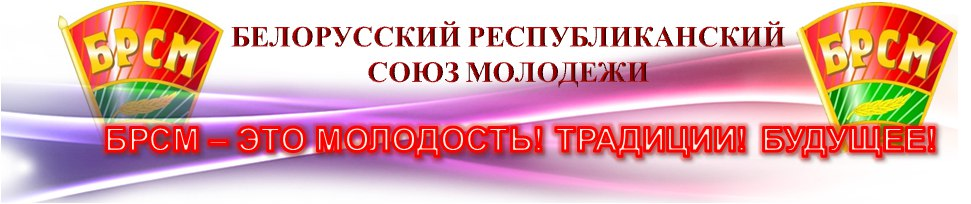 БРСМ
БЕЛОРУССКИЙ РЕСПУБЛИКАНСКИЙ
СОЮЗ МОЛОДЕЖИ
БРСМ
БРСМ – ЭТО МОЛОДОСТЬ! ТРАДИЦИИ! БУДУЩЕЕ!